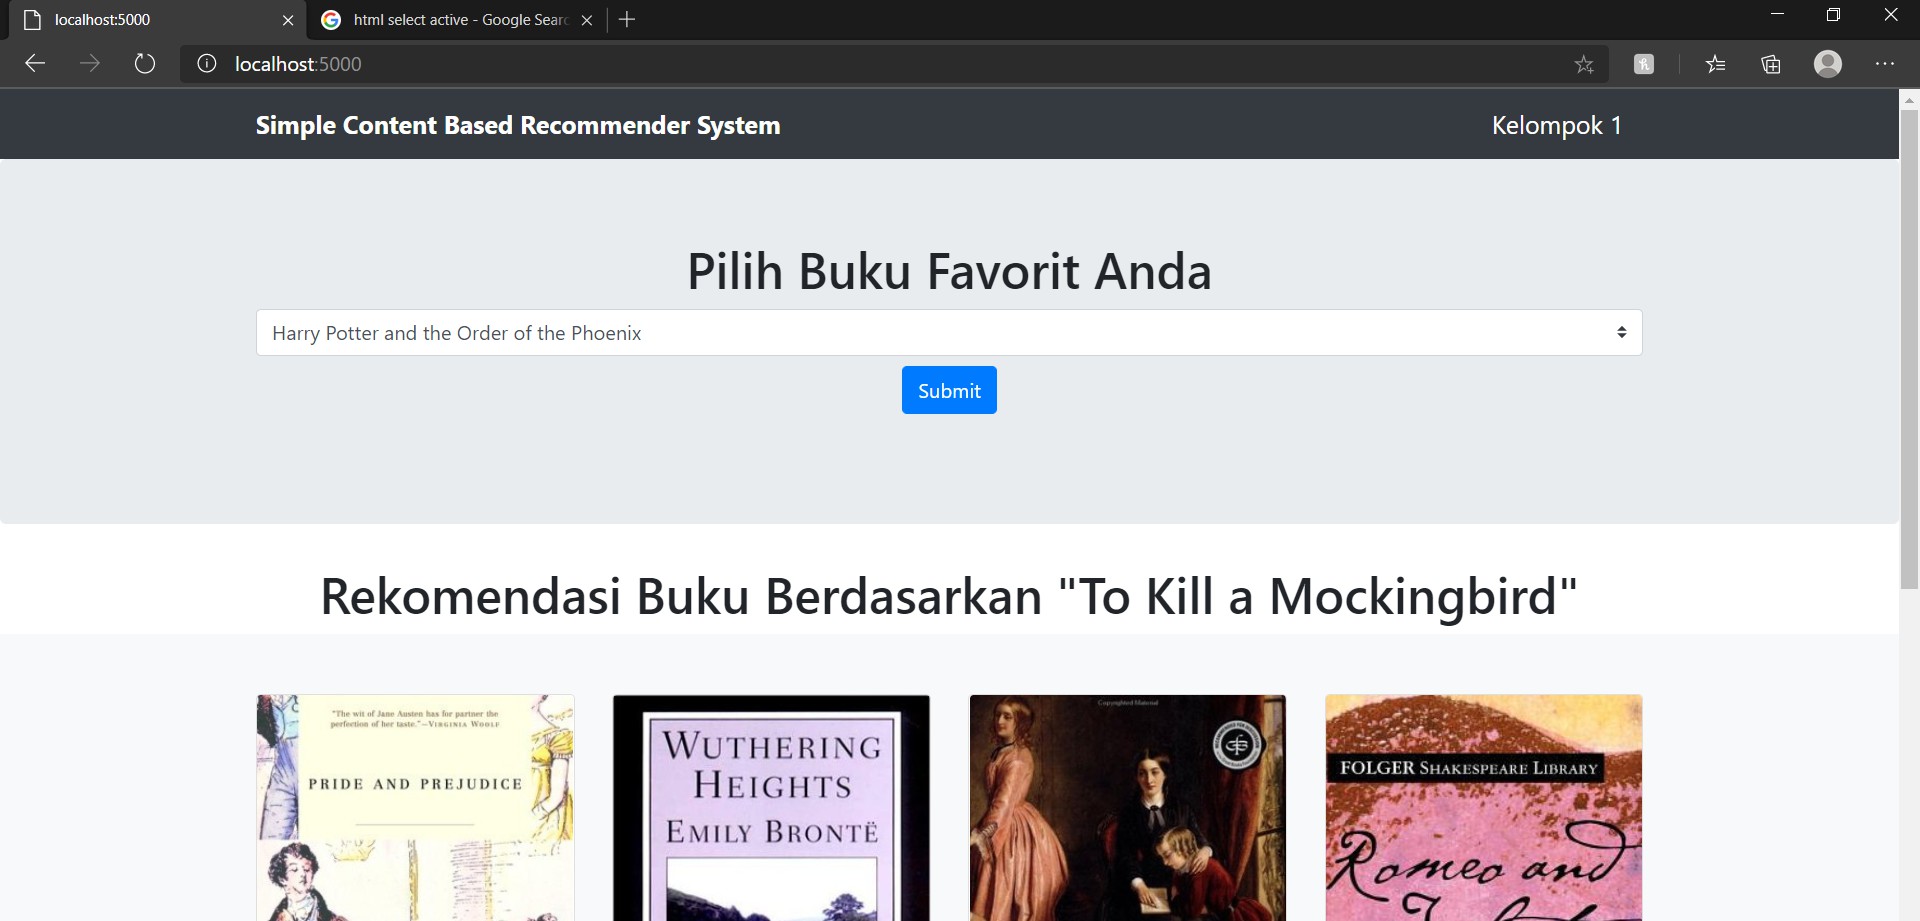 localhost:5000
html select active - Google Sear
localhost:5000
Simple Content Based Recommender System
Kelompok 1
Pilih Buku Favorit Anda
Harry Potter and the Order of the Phoenix
Submit
Rekomendasi Buku Berdasarkan "To Kill a Mockingbird"
"The wit of Jane Austen has for partner the
perfection of her taste."—Virginia Woolf
PRIDE AND PREJUDICE
WUTHERING
HEIGHTS
EMILY BRONTË
Copyrighted Material
FOLGER SHAKESPEARE LIBRARY
Romeo and